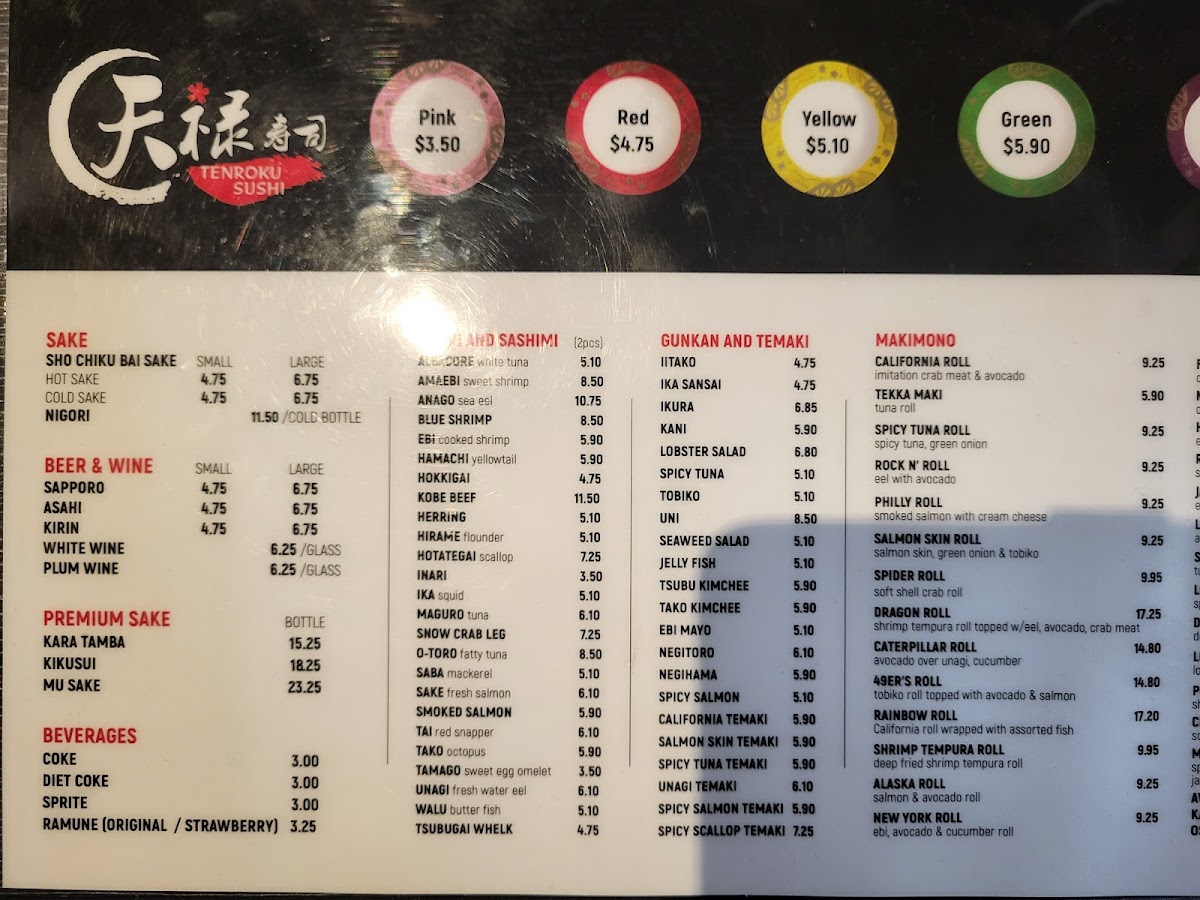 天禄寿司
TENROKU
SUSHI
Pink
$3.50
Red
$4.75
Yellow
$5.10
Green
$5.90
SAKE
SHO CHIKU BAI SAKE SMALL LARGE
HOT SAKE 4.75 6.75
COLD SAKE 4.75 6.75
NIGORI 11.50 /COLD BOTTLE
BEER & WINE SMALL LARGE
SAPPORO 4.75 6.75
ASAHI 4.75 6.75
KIRIN 4.75 6.75
WHITE WINE 6.25 /GLASS
PLUM WINE 6.25 /GLASS
PREMIUM SAKE BOTTLE
KARA TAMBA 15.25
KIKUSUI 18.25
MU SAKE 23.25
BEVERAGES
COKE 3.00
DIET COKE 3.00
SPRITE 3.00
RAMUNE (ORIGINAL / STRAWBERRY) 3.25
AND SASHIMI (2pcs)
ALBACORE white tuna 5.10
AMAEBI sweet shrimp 8.50
ANAGO sea eel 10.75
BLUE SHRIMP 8.50
EBI cooked shrimp 5.90
HAMACHI yellowtail 5.90
HOKKIGAI 4.75
KOBE BEEF 11.50
HERRING 5.10
HIRAME flounder 5.10
HOTATEGAI scallop 7.25
INARI 3.50
IKA squid 5.10
MAGURO tuna 6.10
SNOW CRAB LEG 7.25
O-TORO fatty tuna 8.50
SABA mackerel 5.10
SAKE fresh salmon 6.10
SMOKED SALMON 5.90
TAI red snapper 6.10
TAKO octopus 5.90
TAMAGO sweet egg omelet 3.50
UNAGI fresh water eel 6.10
WALU butter fish 5.10
TSUBUGAI WHELK 4.75
GUNKAN AND TEMAKI
IITAKO 4.75
IKA SANSAI 4.75
IKURA 6.85
KANI 5.90
LOBSTER SALAD 6.80
SPICY TUNA 5.10
TOBIKO 5.10
UNI 8.50
SEAWEED SALAD 5.10
JELLY FISH 5.10
TSUBU KIMCHEE 5.90
TAKO KIMCHEE 5.90
EBI MAYO 5.10
NEGITORO 6.10
NEGIHAMA 5.90
SPICY SALMON 5.10
CALIFORNIA TEMAKI 5.90
SALMON SKIN TEMAKI 5.90
SPICY TUNA TEMAKI 5.90
UNAGI TEMAKI 6.10
SPICY SALMON TEMAKI 5.90
SPICY SCALLOP TEMAKI 7.25
MAKIMONO
CALIFORNIA ROLL 9.25
imitation crab meat & avocado
TEKKA MAKI 5.90
tuna roll
SPICY TUNA ROLL 9.25
spicy tuna, green onion
ROCK N' ROLL 9.25
eel with avocado
PHILLY ROLL 9.25
smoked salmon with cream cheese
SALMON SKIN ROLL 9.25
salmon skin, green onion & tobiko
SPIDER ROLL 9.95
soft shell crab roll
DRAGON ROLL 17.25
shrimp tempura roll topped w/eel, avocado, crab meat
CATERPILLAR ROLL 14.80
avocado over unagi, cucumber
49ER'S ROLL 14.80
tobiko roll topped with avocado & salmon
RAINBOW ROLL 17.20
California roll wrapped with assorted fish
SHRIMP TEMPURA ROLL 9.95
deep fried shrimp tempura roll
ALASKA ROLL 9.25
salmon & avocado roll
NEW YORK ROLL 9.25
ebi, avocado & cucumber roll